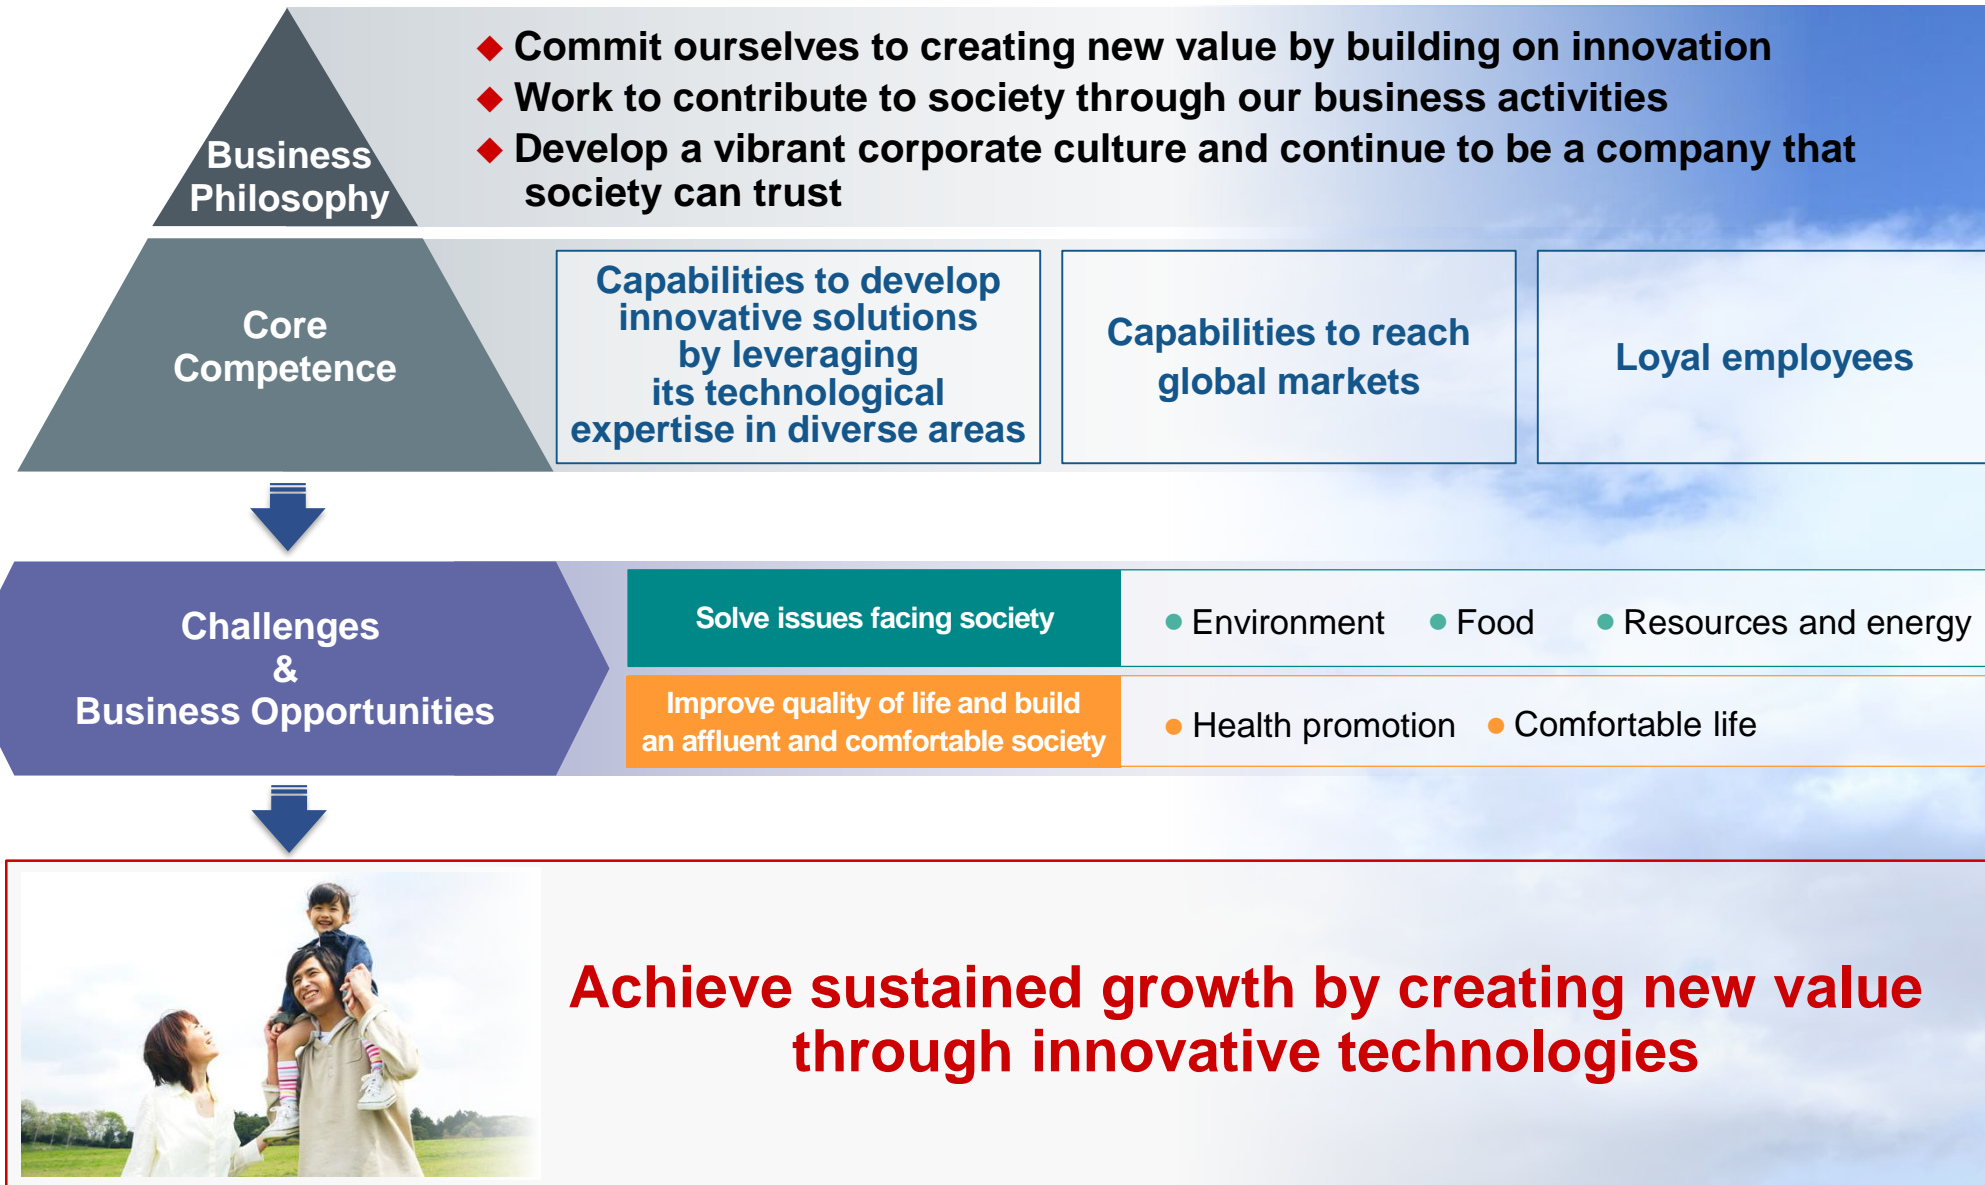 Business
Philosophy
◆ Commit ourselves to creating new value by building on innovation
◆ Work to contribute to society through our business activities
◆ Develop a vibrant corporate culture and continue to be a company that
society can trust
Core
Competence
Capabilities to develop
innovative solutions
by leveraging
its technological
expertise in diverse areas
Capabilities to reach
global markets
Loyal employees
Challenges
&
Business Opportunities
Solve issues facing society
● Environment ● Food ● Resources and energy
Improve quality of life and build
an affluent and comfortable society
● Health promotion ● Comfortable life
Achieve sustained growth by creating new value
through innovative technologies